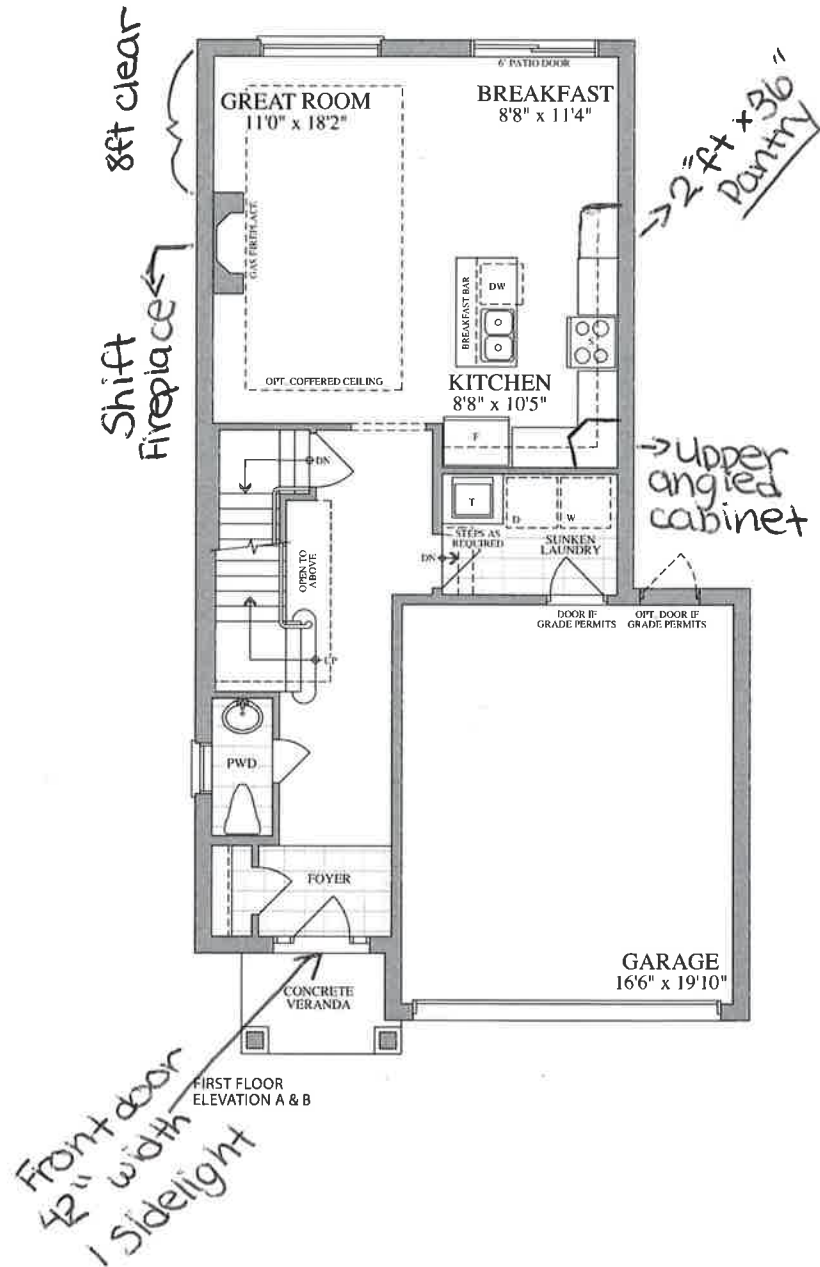 8ft clear
6' PATIO DOOR
GREAT ROOM
11'0" x 18'2"
BREAKFAST
8'8" x 11'4"
2"ft x 36"
Pantry
GAS FIREPLACE
Shift
Fireplace
BREAKFAST BAR
DW
S
OPT. COFFERED CEILING
KITCHEN
8'8" x 10'5"
F
Upper
angled
cabinet
DN
T
D
W
STEPS AS
REQUIRED
SUNKEN
LAUNDRY
DN
OPEN TO
ABOVE
DOOR IF
GRADE PERMITS
OPT. DOOR IF
GRADE PERMITS
UP
PWD
FOYER
GARAGE
16'6" x 19'10"
CONCRETE
VERANDA
FIRST FLOOR
ELEVATION A & B
Front door
42" width
1 Sidelight